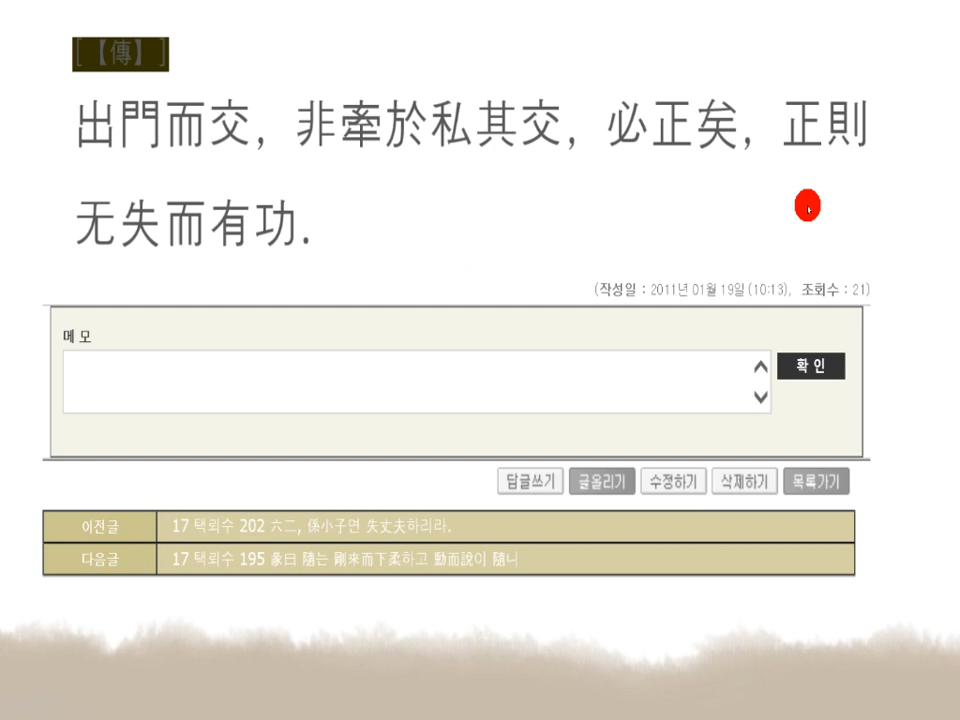 [ 【傳】 ]
出門而交, 非牽於私其交, 必正矣, 正則
无失而有功.
(작성일 : 2011년 01월 19일 (10:13), 조회수 : 21)
메 모
확 인
답글쓰기 글올리기 수정하기 삭제하기 목록가기
이전글 17 택뢰수 202 六二, 係小子면 失丈夫하리라.
다음글 17 택뢰수 195 彖曰 隨는 剛來而下柔하고 動而說이 隨니